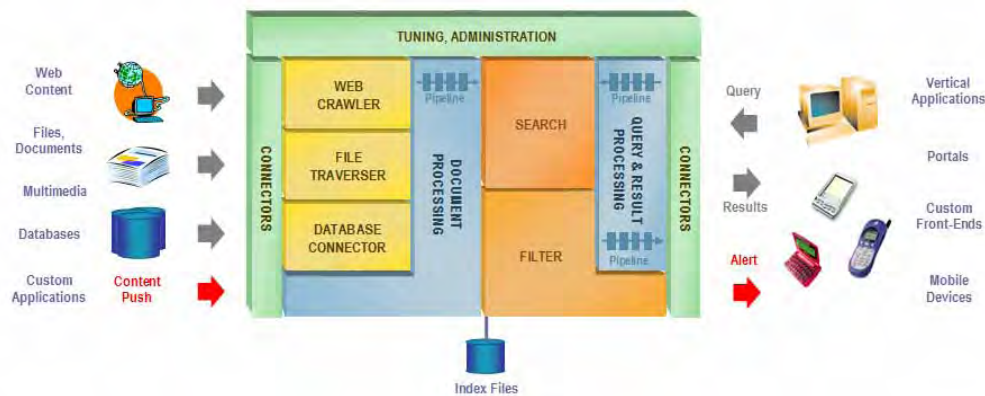 TUNING, ADMINISTRATION
Web
Content
Files,
Documents
Multimedia
Databases
Custom
Applications
Content
Push
CONNECTORS
WEB
CRAWLER
FILE
TRAVERSER
DATABASE
CONNECTOR
Pipeline
DOCUMENT
PROCESSING
SEARCH
FILTER
Pipeline
QUERY & RESULT
PROCESSING
Pipeline
CONNECTORS
Query
Results
Alert
Vertical
Applications
Portals
Custom
Front-Ends
Mobile
Devices
Index Files